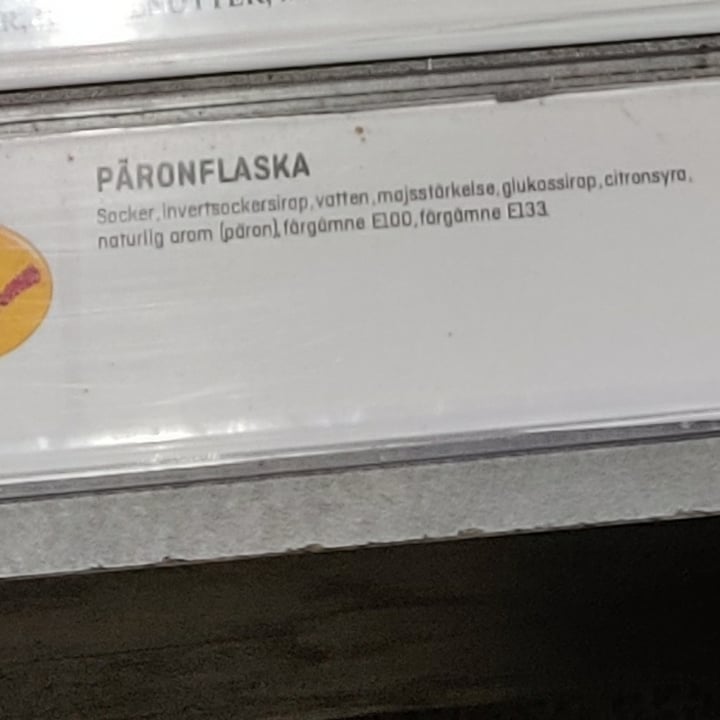 PÄRONFLASKA
Socker, invertsockersirap, vatten, majsstärkelse, glukossirap, citronsyra,
naturlig arom (päron), färgämne E100, färgämne E133